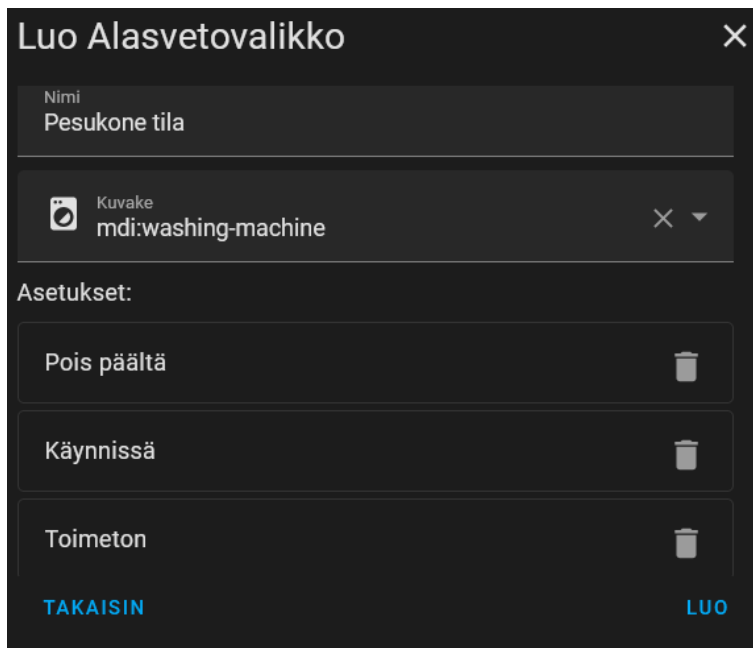 Luo Alasvetovalikko
Nimi
Pesukone tila
Kuvake
mdi:washing-machine
Asetukset:
Pois päältä
Käynnissä
Toimeton
TAKAISIN
LUO